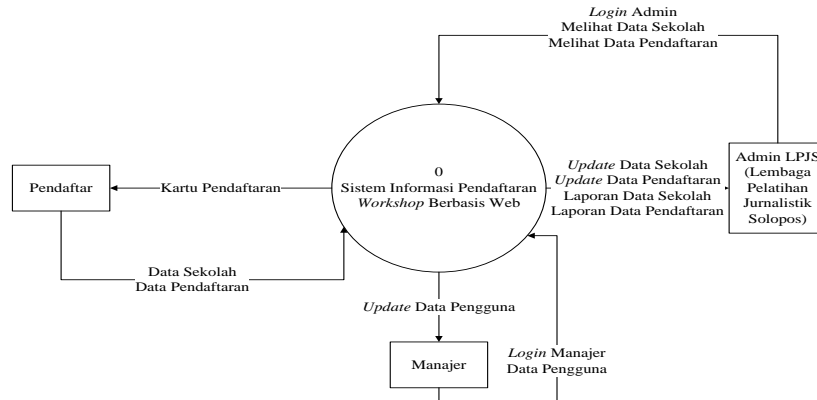 Login Admin
Melihat Data Sekolah
Melihat Data Pendaftaran
0
Sistem Informasi Pendaftaran
Workshop Berbasis Web
Pendaftar
Kartu Pendaftaran
Update Data Sekolah
Update Data Pendaftaran
Laporan Data Sekolah
Laporan Data Pendaftaran
Admin LPJS
(Lembaga
Pelatihan
Jurnalistik
Solopos)
Data Sekolah
Data Pendaftaran
Update Data Pengguna
Manajer
Login Manajer
Data Pengguna